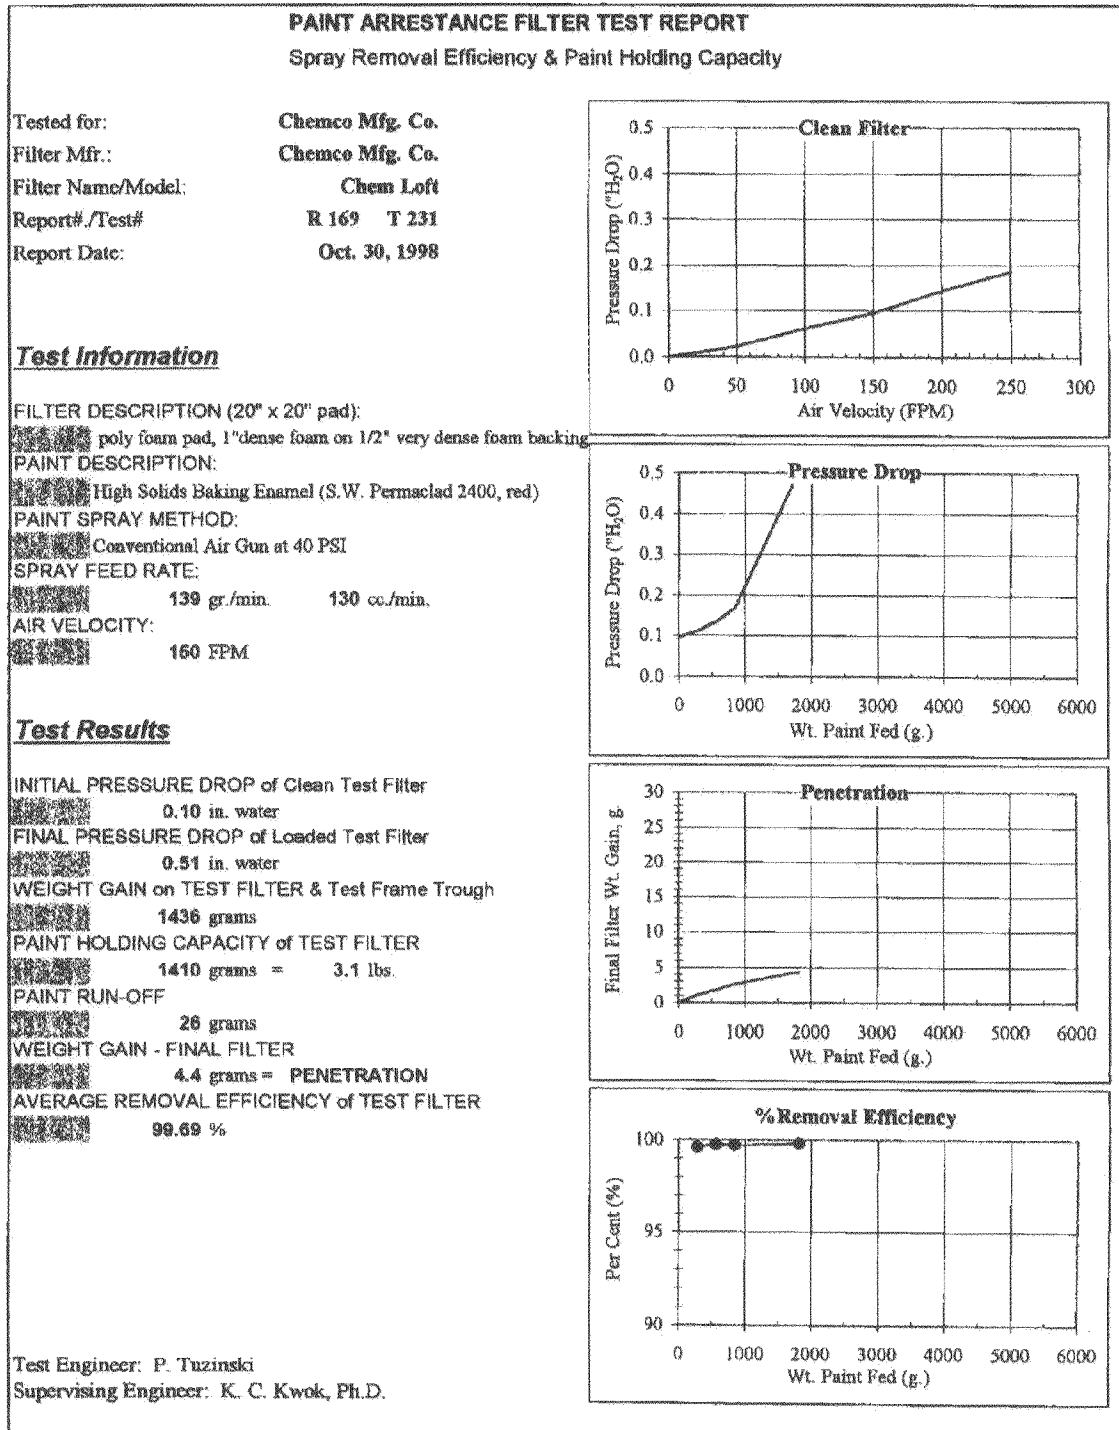 PAINT ARRESTANCE FILTER TEST REPORT
Spray Removal Efficiency & Paint Holding Capacity
Tested for: Chemco Mfg. Co.
Filter Mfr.: Chemco Mfg. Co.
Filter Name/Model: Chem Loft
Report#./Test# R 169 T 231
Report Date: Oct. 30, 1998
Test Information
FILTER DESCRIPTION (20" x 20" pad):
poly foam pad, 1"dense foam on 1/2" very dense foam backing
PAINT DESCRIPTION:
High Solids Baking Enamel (S.W. Permaclad 2400, red)
PAINT SPRAY METHOD:
Conventional Air Gun at 40 PSI
SPRAY FEED RATE:
139 gr./min. 130 cc./min.
AIR VELOCITY:
150 FPM
Test Results
INITIAL PRESSURE DROP of Clean Test Filter
0.10 in. water
FINAL PRESSURE DROP of Loaded Test Filter
0.51 in. water
WEIGHT GAIN on TEST FILTER & Test Frame Trough
1436 grams
PAINT HOLDING CAPACITY of TEST FILTER
1410 grams = 3.1 lbs.
PAINT RUN-OFF
26 grams
WEIGHT GAIN - FINAL FILTER
4.4 grams = PENETRATION
AVERAGE REMOVAL EFFICIENCY of TEST FILTER
99.69 %
Test Engineer: P. Tuzinski
Supervising Engineer: K. C. Kwok, Ph.D.
Clean Filter
Pressure Drop ("H₂O)
0.5
0.4
0.3
0.2
0.1
0.0
0 50 100 150 200 250 300
Air Velocity (FPM)
Pressure Drop
Pressure Drop ("H₂O)
0.5
0.4
0.3
0.2
0.1
0.0
0 1000 2000 3000 4000 5000 6000
Wt. Paint Fed (g.)
Penetration
Final Filter Wt. Gain, g.
30
25
20
15
10
5
0
0 1000 2000 3000 4000 5000 6000
Wt. Paint Fed (g.)
%Removal Efficiency
Per Cent (%)
100
95
90
0 1000 2000 3000 4000 5000 6000
Wt. Paint Fed (g.)